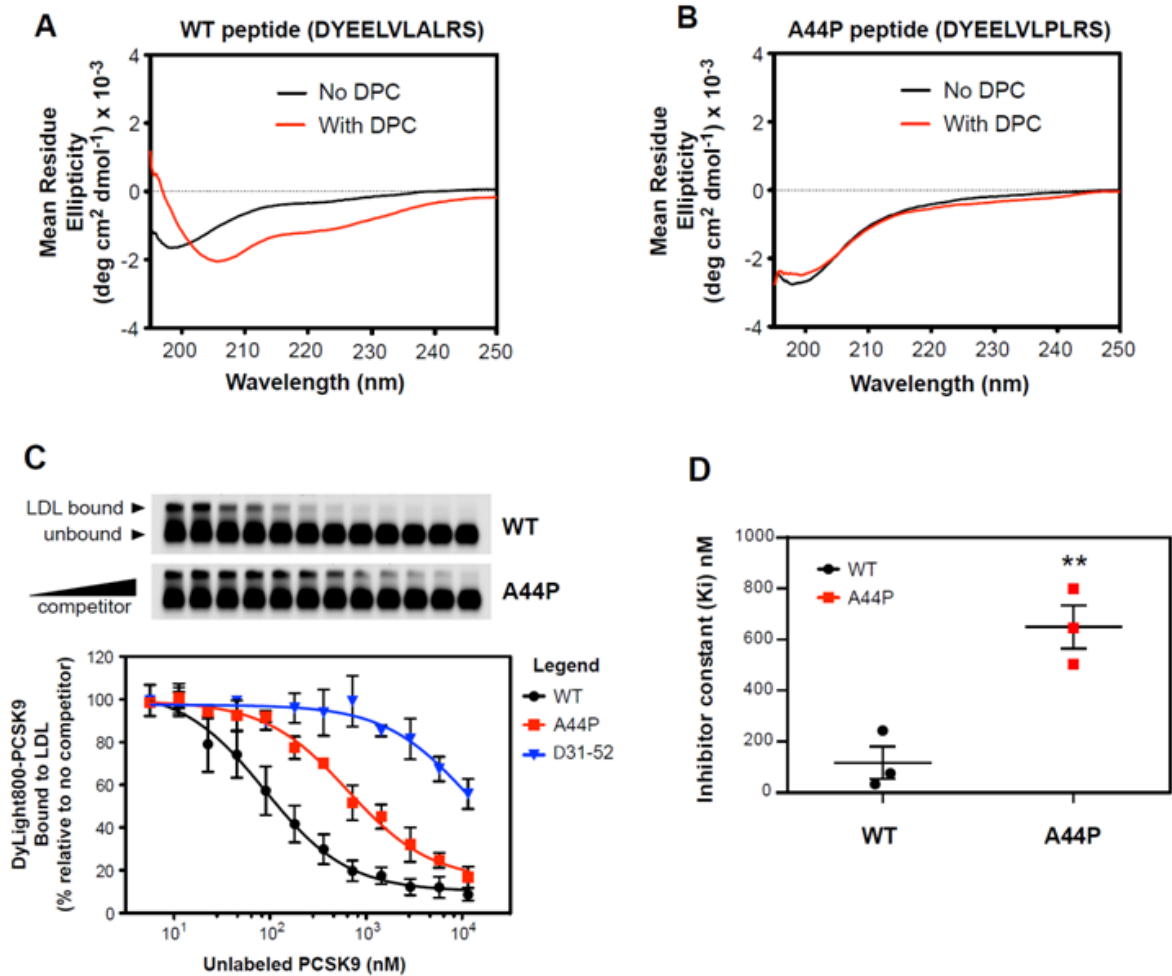 A
WT peptide (DYEELVLALRS)
4
2
0
-2
-4
Mean Residue
Ellipticity
(deg cm2 dmol-1) x 10-3
No DPC
With DPC
200
210
220
230
240
250
Wavelength (nm)
B
A44P peptide (DYEELVLPLRS)
4
2
0
-2
-4
Mean Residue
Ellipticity
(deg cm2 dmol-1) x 10-3
No DPC
With DPC
200
210
220
230
240
250
Wavelength (nm)
C
LDL bound
unbound
WT
competitor
A44P
120
100
80
60
40
20
0
DyLight800-PCSK9
Bound to LDL
(% relative to no competitor)
Legend
WT
A44P
D31-52
101
102
103
104
Unlabeled PCSK9 (nM)
D
1000
800
600
400
200
0
Inhibitor constant (Ki) nM
WT
A44P
**
WT
A44P